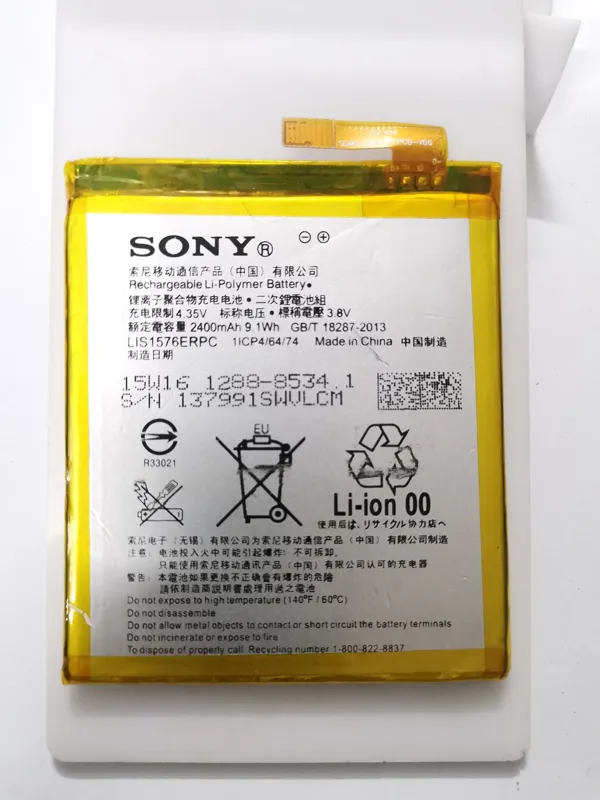 SONY® ⊖ ⊕
索尼移动通信产品（中国）有限公司
Rechargeable Li-Polymer Battery●
锂离子聚合物充电电池●二次鋰電池組
充电限制4.35V 标称电压●標稱電壓3.8V
額定電容量 2400mAh 9.1Wh GB/T 18287-2013
LIS1576ERPC 1ICP4/64/74 Made in China 中国制造
制造日期
15W16 1288-8534.1
S/N 137991SWVLCM
R33021
EU
Li-ion 00
使用后は、リサイクル协力店へ
索尼电子（无锡）有限公司为索尼移动通信产品（中国）有限公司制造
注意：电池投入火中可能引起爆炸！不可拆卸，
只能使用索尼移动通讯产品（中国）有限公司认可的充电器
警告：本電池如果更换不正确會有爆炸的危險
請依制造商説明書處理用過之電池
Do not expose to high temperature (140°F / 60°C)
Do not disassemble
Do not allow metal objects to contact or short circuit the battery terminals
Do not incinerate or expose to fire
To dispose of properly call Recycling number 1-800-822-8837